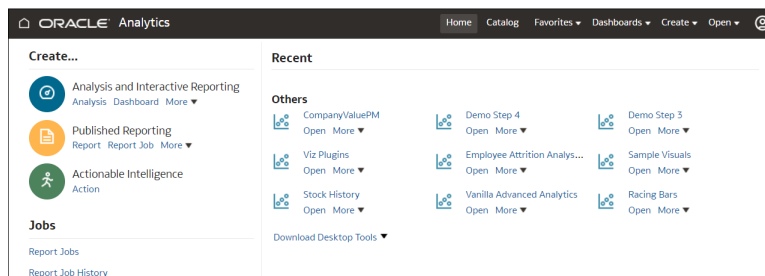 ORACLE Analytics
Home Catalog Favorites Dashboards Create Open
Create...
Analysis and Interactive Reporting
Analysis Dashboard More
Published Reporting
Report Report Job More
Actionable Intelligence
Action
Jobs
Report Jobs
Report Job History
Recent
Others
CompanyValuePM
Open More
Demo Step 4
Open More
Demo Step 3
Open More
Viz Plugins
Open More
Employee Attrition Analys...
Open More
Sample Visuals
Open More
Stock History
Open More
Vanilla Advanced Analytics
Open More
Racing Bars
Open More
Download Desktop Tools